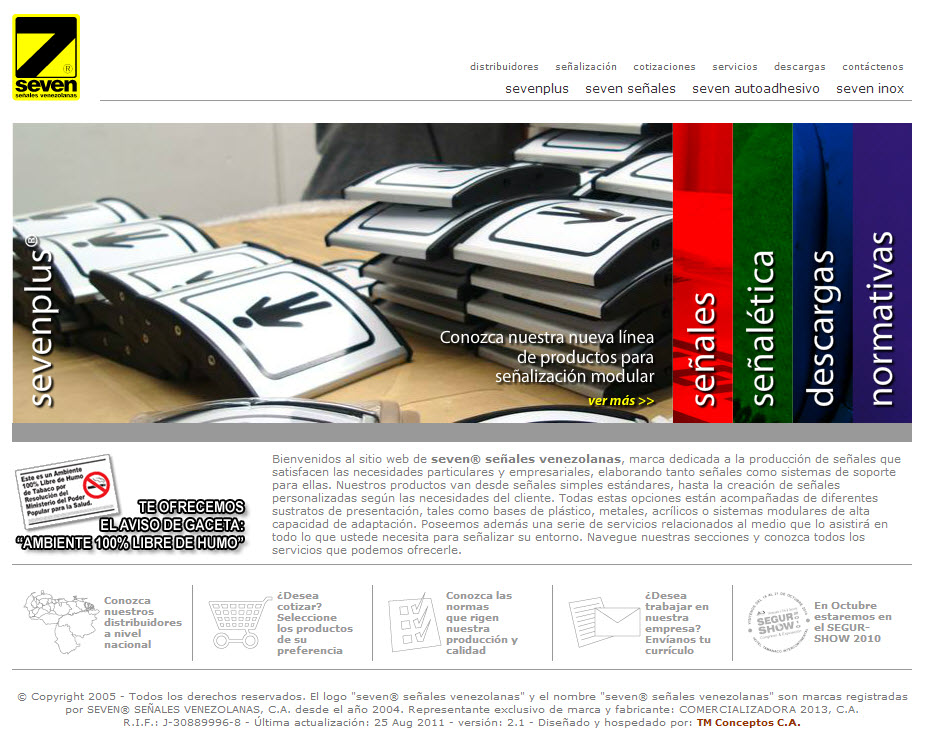 seven
señales venezolanas
distribuidores señalización cotizaciones servicios descargas contáctenos
sevenplus seven señales seven autoadhesivo seven inox
sevenplus®
Conozca nuestra nueva línea
de productos para
señalización modular
ver más >>
señales
señalética
descargas
normativas
Este es un Ambiente
100% Libre de Humo
de Tabaco por
Resolución del
Ministerio del Poder
Popular para la Salud.
TE OFRECEMOS
EL AVISO DE GACETA:
“AMBIENTE 100% LIBRE DE HUMO”
Bienvenidos al sitio web de seven® señales venezolanas, marca dedicada a la producción de señales que
satisfacen las necesidades particulares y empresariales, elaborando tanto señales como sistemas de soporte
para ellas. Nuestros productos van desde señales simples estándares, hasta la creación de señales
personalizadas según las necesidades del cliente. Todas estas opciones están acompañadas de diferentes
sustratos de presentación, tales como bases de plástico, metales, acrílicos o sistemas modulares de alta
capacidad de adaptación. Poseemos además una serie de servicios relacionados al medio que lo asistirá en
todo lo que ustede necesita para señalizar su entorno. Navegue nuestras secciones y conozca todos los
servicios que podemos ofrecerle.
Conozca
nuestros
distribuidores
a nivel
nacional
¿Desea
cotizar?
Seleccione
los productos
de su
preferencia
Conozca las
normas
que rigen
nuestra
producción y
calidad
¿Desea
trabajar en
nuestra
empresa?
Envíanos tu
currículo
SEGUR
SHOW
En Octubre
estaremos en
el SEGUR-
SHOW 2010
© Copyright 2005 - Todos los derechos reservados. El logo "seven® señales venezolanas" y el nombre "seven® señales venezolanas" son marcas registradas
por SEVEN® SEÑALES VENEZOLANAS, C.A. desde el año 2004. Representante exclusivo de marca y fabricante: COMERCIALIZADORA 2013, C.A.
R.I.F.: J-30889996-8 - Última actualización: 25 Aug 2011 - versión: 2.1 - Diseñado y hospedado por: TM Conceptos C.A.